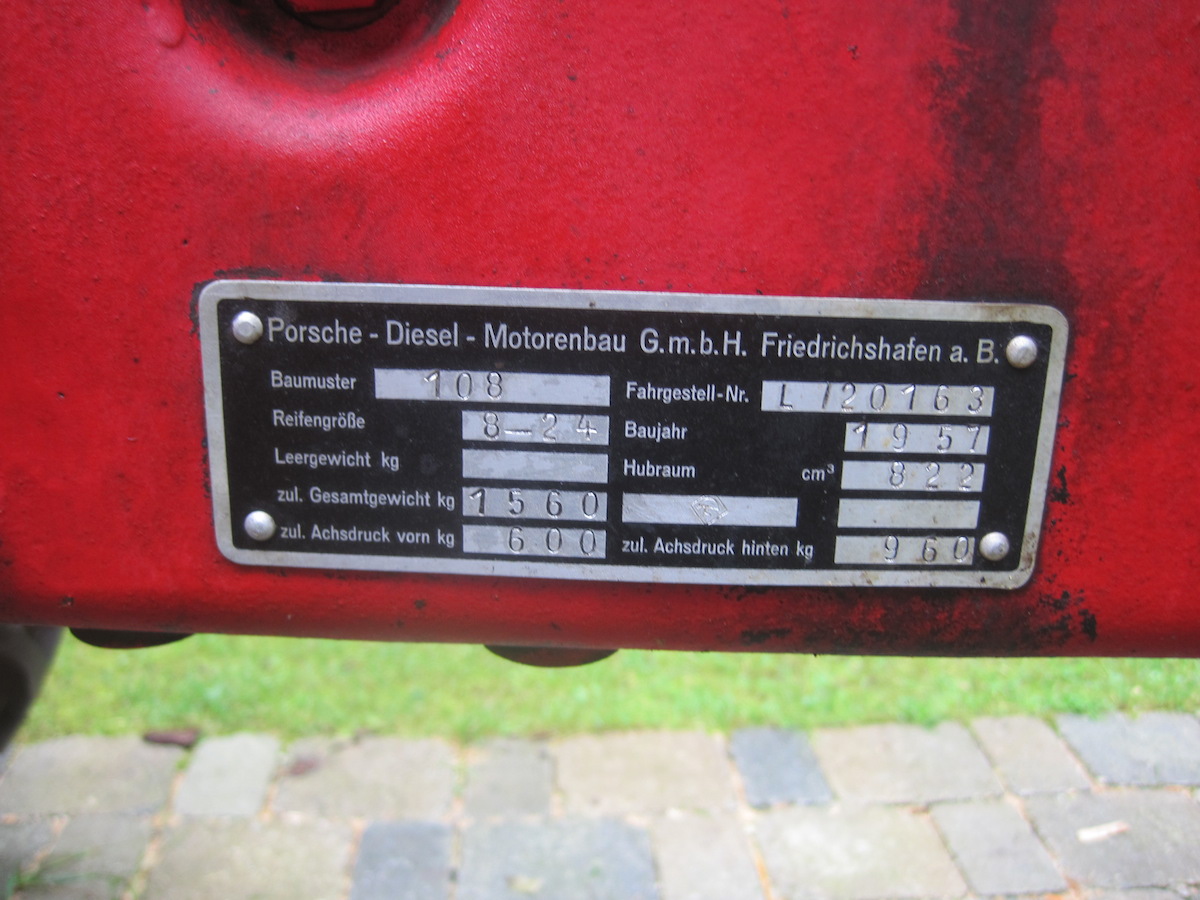 Porsche - Diesel - Motorenbau G.m.b.H. Friedrichshafen a. B.
Baumuster 108 Fahrgestell-Nr. L /20163
Reifengröße 8—24 Baujahr 1957
Leergewicht kg Hubraum cm³ 822
zul. Gesamtgewicht kg 1560
zul. Achsdruck vorn kg 600 zul. Achsdruck hinten kg 960